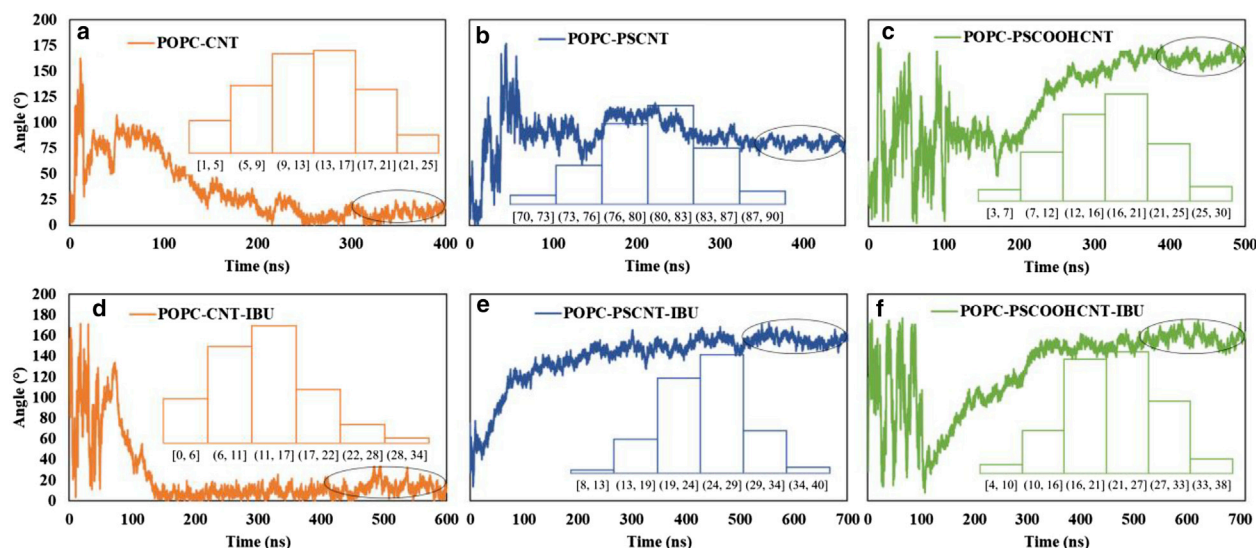 a
POPC-CNT
200
175
150
125
100
75
50
25
0
Angle (°)
[1, 5] (5, 9] (9, 13] (13, 17] (17, 21] (21, 25]
0 100 200 300 400
Time (ns)
b
POPC-PSCNT
[70, 73] (73, 76] (76, 80] (80, 83] (83, 87] (87, 90]
0 100 200 300 400
Time (ns)
c
POPC-PSCOOHCNT
[3, 7] (7, 12] (12, 16] (16, 21] (21, 25] (25, 30]
0 100 200 300 400 500
Time (ns)
d
POPC-CNT-IBU
200
180
160
140
120
100
80
60
40
20
0
Angle (°)
[0, 6] (6, 11] (11, 17] (17, 22] (22, 28] (28, 34]
0 100 200 300 400 500 600
Time (ns)
e
POPC-PSCNT-IBU
[8, 13] (13, 19] (19, 24] (24, 29] (29, 34] (34, 40]
0 100 200 300 400 500 600 700
Time (ns)
f
POPC-PSCOOHCNT-IBU
[4, 10] (10, 16] (16, 21] (21, 27] (27, 33] (33, 38]
0 100 200 300 400 500 600 700
Time (ns)